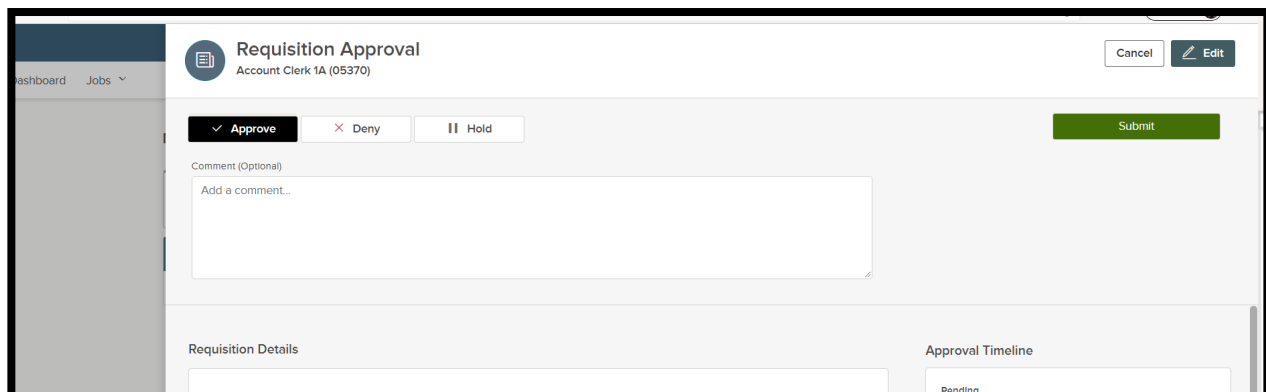 Requisition Approval
Account Clerk 1A (05370)
Cancel
Edit
Jobs
Approve
Deny
Hold
Submit
Comment (Optional)
Add a comment...
Requisition Details
Approval Timeline
Pending